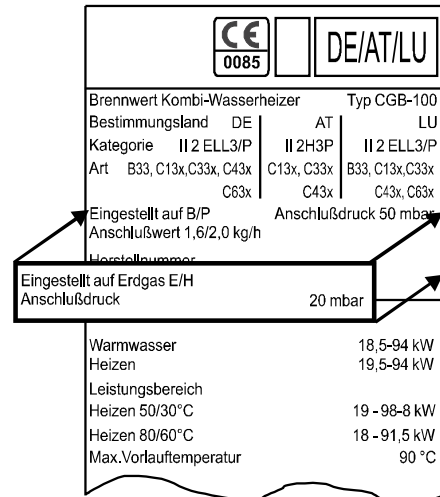 CE
0085
DE/AT/LU
Brennwert Kombi-Wasserheizer Typ CGB-100
Bestimmungsland DE AT LU
Kategorie II 2 ELL3/P II 2H3P II 2 ELL3/P
Art B33, C13x,C33x, C43x C13x, C33x B33, C13x,C33x
C63x C43x C43x, C63x
Eingestellt auf B/P Anschlußdruck 50 mbar
Anschlußwert 1,6/2,0 kg/h
Herstellnummer
Eingestellt auf Erdgas E/H
Anschlußdruck 20 mbar
Warmwasser 18,5-94 kW
Heizen 19,5-94 kW
Leistungsbereich
Heizen 50/30°C 19 - 98-8 kW
Heizen 80/60°C 18 - 91,5 kW
Max.Vorlauftemperatur 90 °C